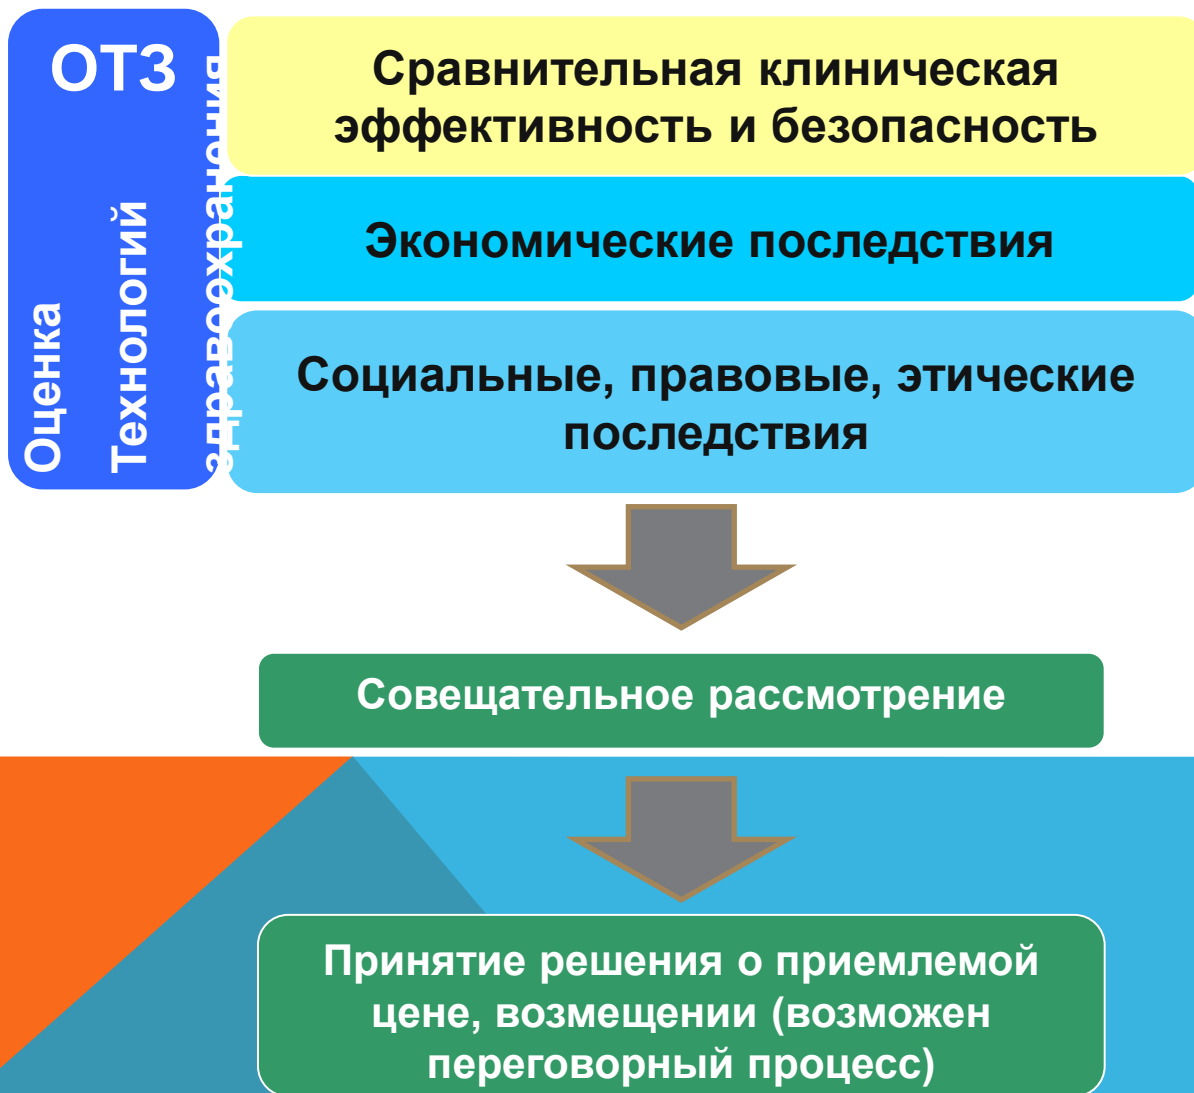 ОТЗ
Оценка
Технологий
здравоохранения
Сравнительная клиническая
эффективность и безопасность
Экономические последствия
Социальные, правовые, этические
последствия
Совещательное рассмотрение
Принятие решения о приемлемой
цене, возмещении (возможен
переговорный процесс)